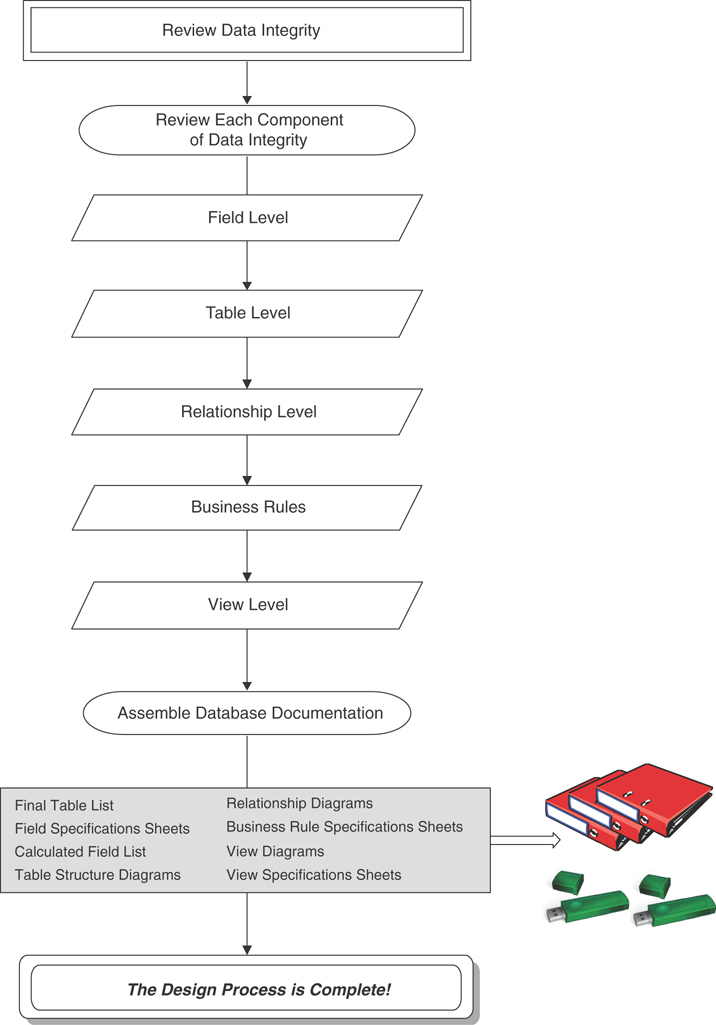 Review Data Integrity
Review Each Component
of Data Integrity
Field Level
Table Level
Relationship Level
Business Rules
View Level
Assemble Database Documentation
Final Table List
Field Specifications Sheets
Calculated Field List
Table Structure Diagrams
Relationship Diagrams
Business Rule Specifications Sheets
View Diagrams
View Specifications Sheets
The Design Process is Complete!